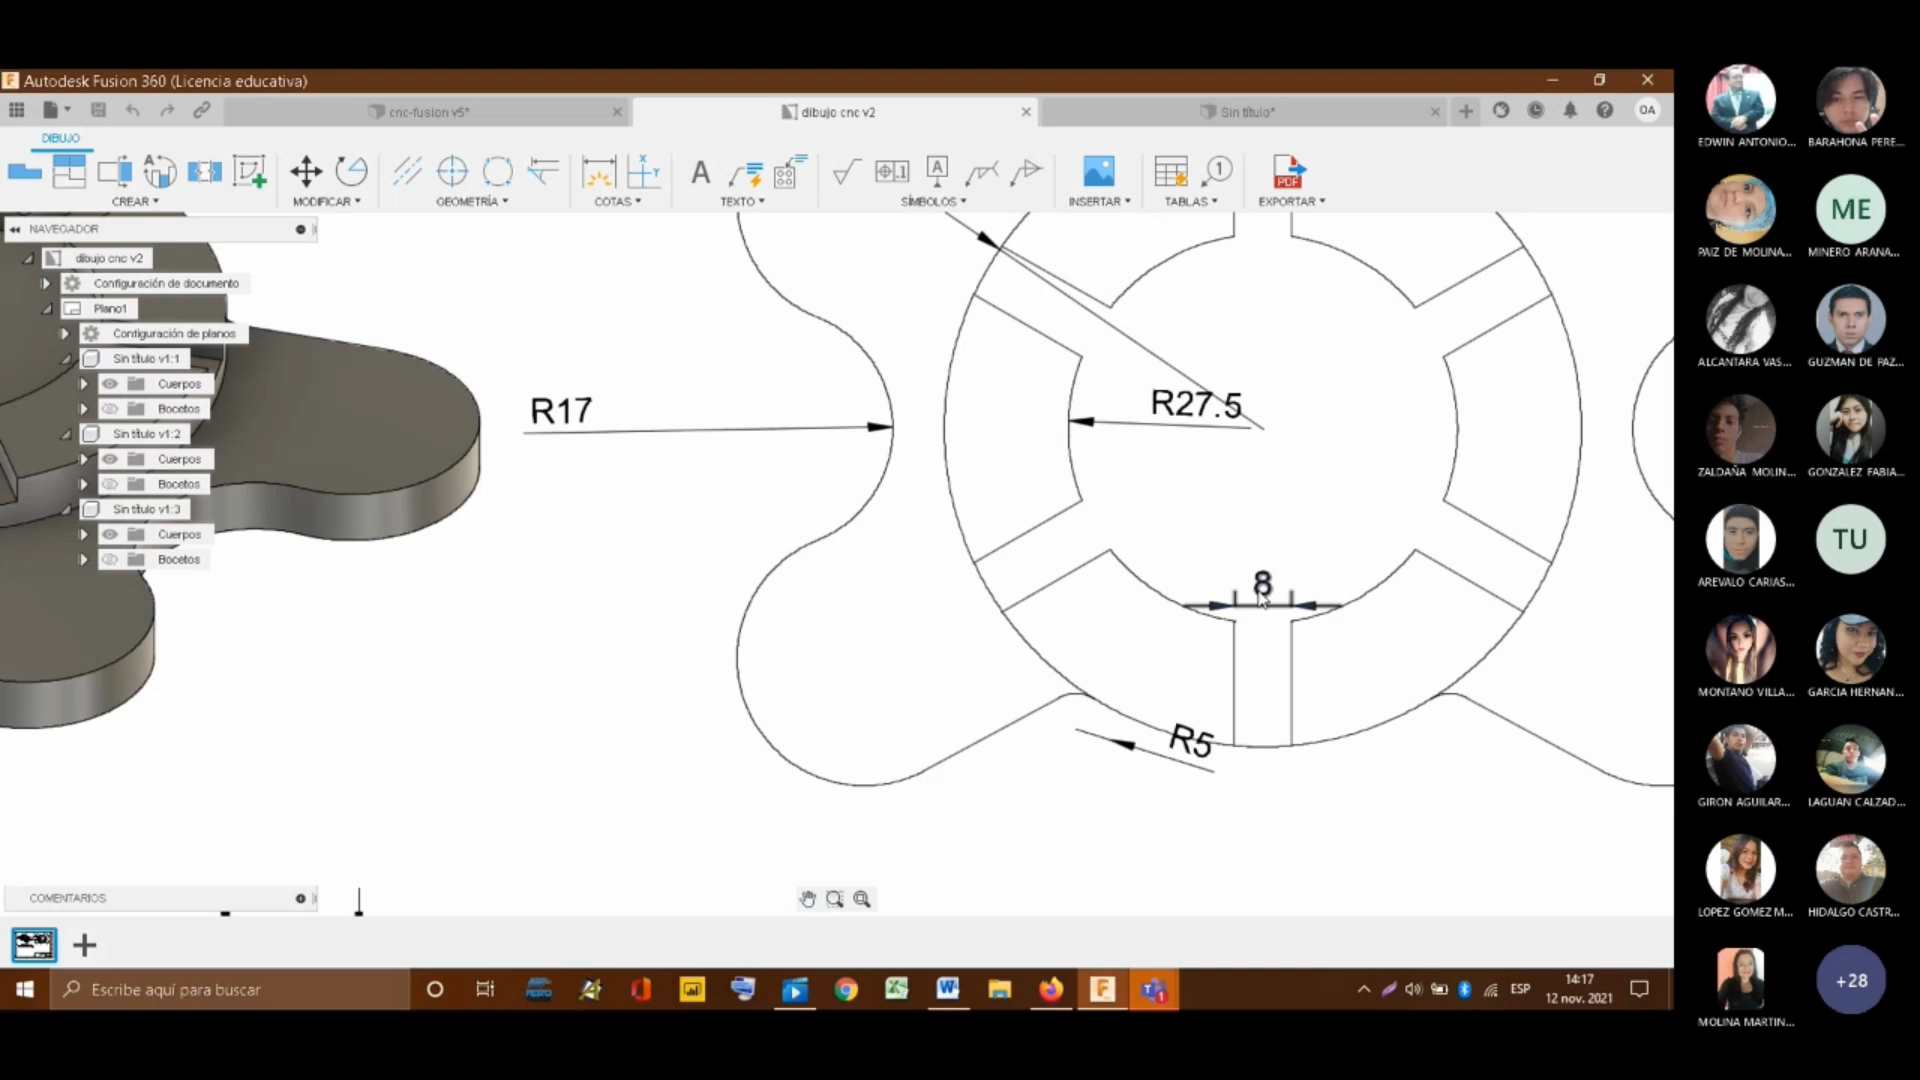 Autodesk Fusion 360 (Licencia educativa)
cnc-fusion v5*
dibujo cnc v2
Sin título*
OA
DIBUJO
CREAR
MODIFICAR
GEOMETRÍA
COTAS
TEXTO
SÍMBOLOS
INSERTAR
TABLAS
EXPORTAR
NAVEGADOR
dibujo cnc v2
Configuración de documento
Plano1
Configuración de planos
Sin título v1:1
Cuerpos
Bocetos
Sin título v1:2
Cuerpos
Bocetos
Sin título v1:3
Cuerpos
Bocetos
R17
R27.5
8
R5
COMENTARIOS
Escribe aquí para buscar
ESP
14:17
12 nov. 2021
EDWIN ANTONIO...
BARAHONA PERE...
PAIZ DE MOLINA...
ME
MINERO ARANA...
ALCANTARA VAS...
GUZMAN DE PAZ...
ZALDAÑA MOLIN...
GONZALEZ FABIA...
AREVALO CARIAS...
TU
MONTANO VILLA...
GARCIA HERNAN...
GIRON AGUILAR...
LAGUAN CALZAD...
LOPEZ GOMEZ M...
HIDALGO CASTR...
MOLINA MARTIN...
+28